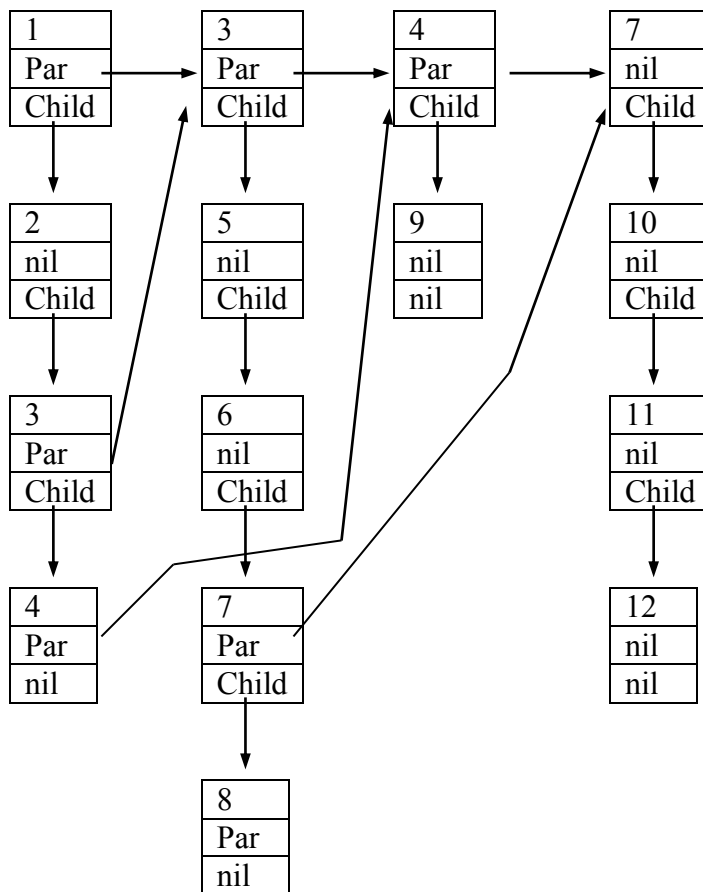 1 3 4 7
Par Par Par nil
Child Child Child Child
2 5 9 10
nil nil nil nil
Child Child nil Child
3 6 11
Par nil nil
Child Child Child
4 7 12
Par Par nil
nil Child nil
8
Par
nil